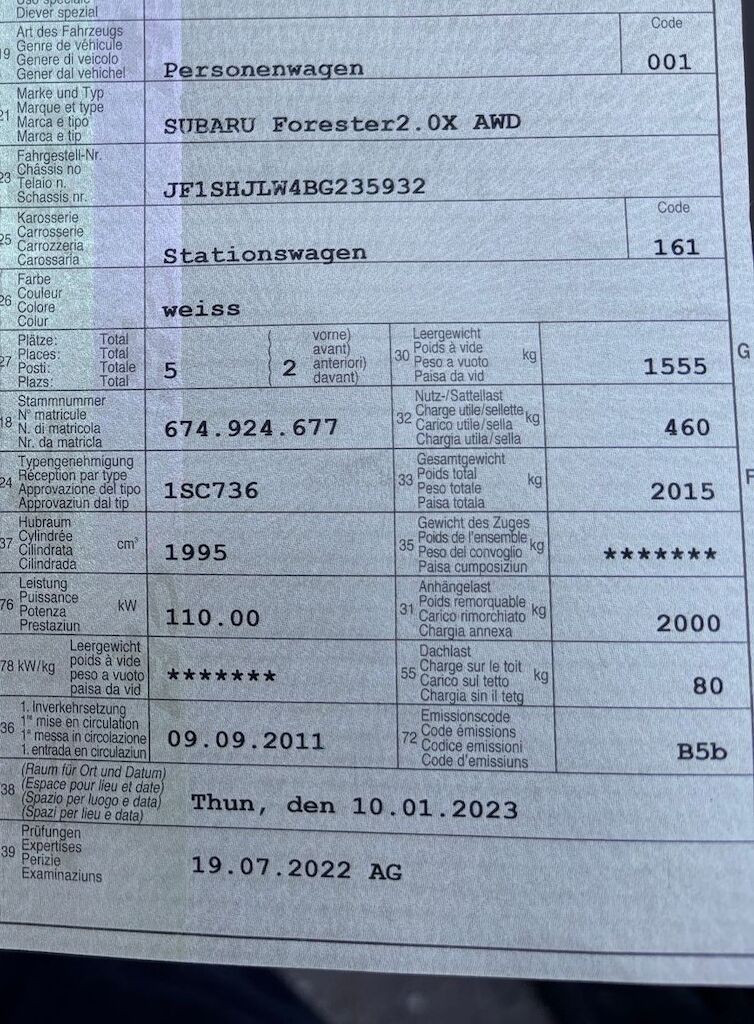 Diever spezial
19
Art des Fahrzeugs
Genre de véhicule
Genere di veicolo
Gener dal vehichel
Personenwagen
Code
001
21
Marke und Typ
Marque et type
Marca e tipo
Marca e tip
SUBARU Forester2.0X AWD
23
Fahrgestell-Nr.
Châssis no
Telaio n.
Schassis nr.
JF1SHJLW4BG235932
25
Karosserie
Carrosserie
Carrozzeria
Carossaria
Stationswagen
Code
161
26
Farbe
Couleur
Colore
Colur
weiss
27
Plätze: Total
Places: Total
Posti: Totale
Plazs: Total
5
( vorne)
( avant)
( anteriori)
( davant)
2
30
Leergewicht
Poids à vide
Peso a vuoto
Paisa da vid
kg
1555
G
18
Stammnummer
N° matricule
N. di matricola
Nr. da matricla
674.924.677
32
Nutz-/Sattellast
Charge utile/sellette
Carico utile/sella
Chargia utila/sella
kg
460
24
Typengenehmigung
Réception par type
Approvazione del tipo
Approvaziun dal tip
1SC736
33
Gesamtgewicht
Poids total
Peso totale
Paisa totala
kg
2015
F
37
Hubraum
Cylindrée
Cilindrata
Cilindrada
cm³
1995
35
Gewicht des Zuges
Poids de l'ensemble
Peso del convoglio
Paisa cumposiziun
kg
*******
76
Leistung
Puissance
Potenza
Prestaziun
kW
110.00
31
Anhängelast
Poids remorquable
Carico rimorchiato
Chargia annexa
kg
2000
78 kW/kg
Leergewicht
poids à vide
peso a vuoto
paisa da vid
*******
55
Dachlast
Charge sur le toit
Carico sul tetto
Chargia sin il tetg
kg
80
36
1. Inverkehrsetzung
1re mise en circulation
1a messa in circolazione
1. entrada en circulaziun
09.09.2011
72
Emissionscode
Code émissions
Codice emissioni
Code d'emissiuns
B5b
38
(Raum für Ort und Datum)
(Espace pour lieu et date)
(Spazio per luogo e data)
(Spazi per lieu e data)
Thun, den 10.01.2023
39
Prüfungen
Expertises
Perizie
Examinaziuns
19.07.2022 AG